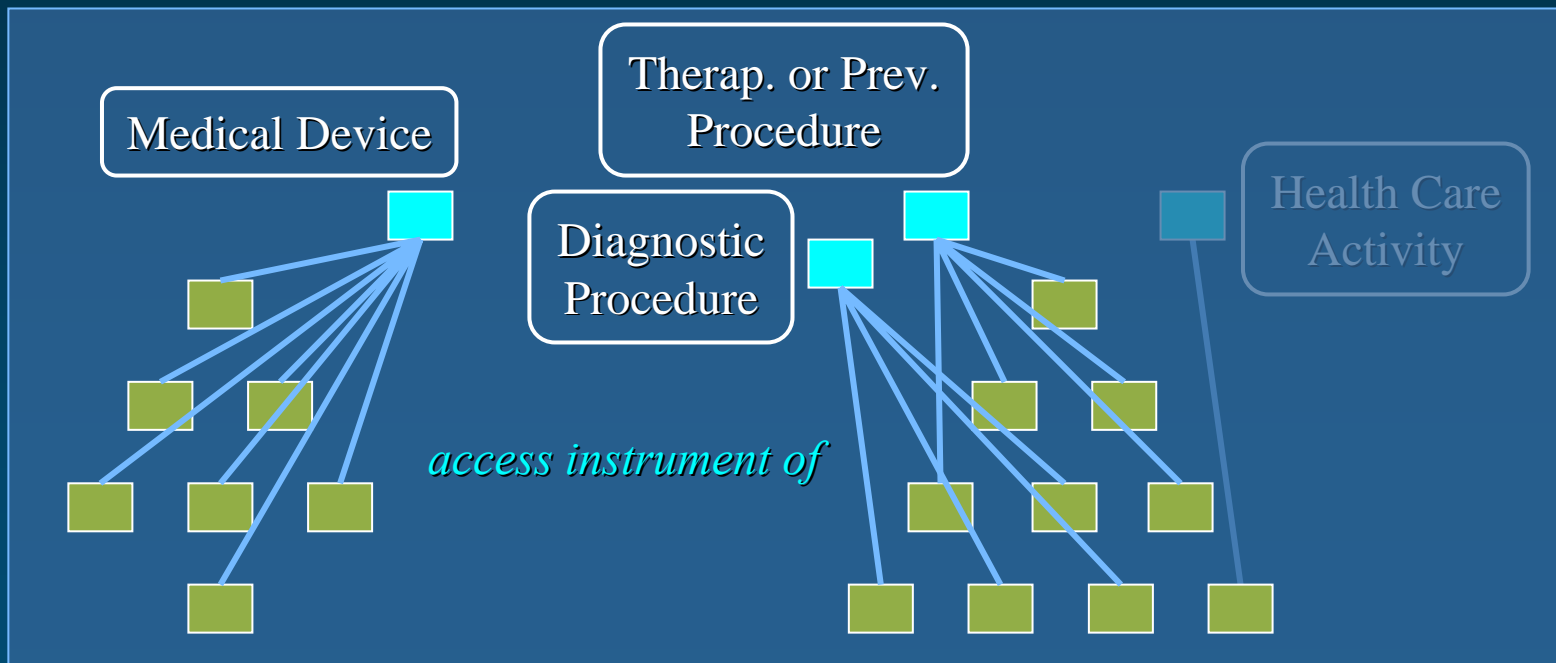 Medical Device
Therap. or Prev.
Procedure
Diagnostic
Procedure
Health Care
Activity
access instrument of